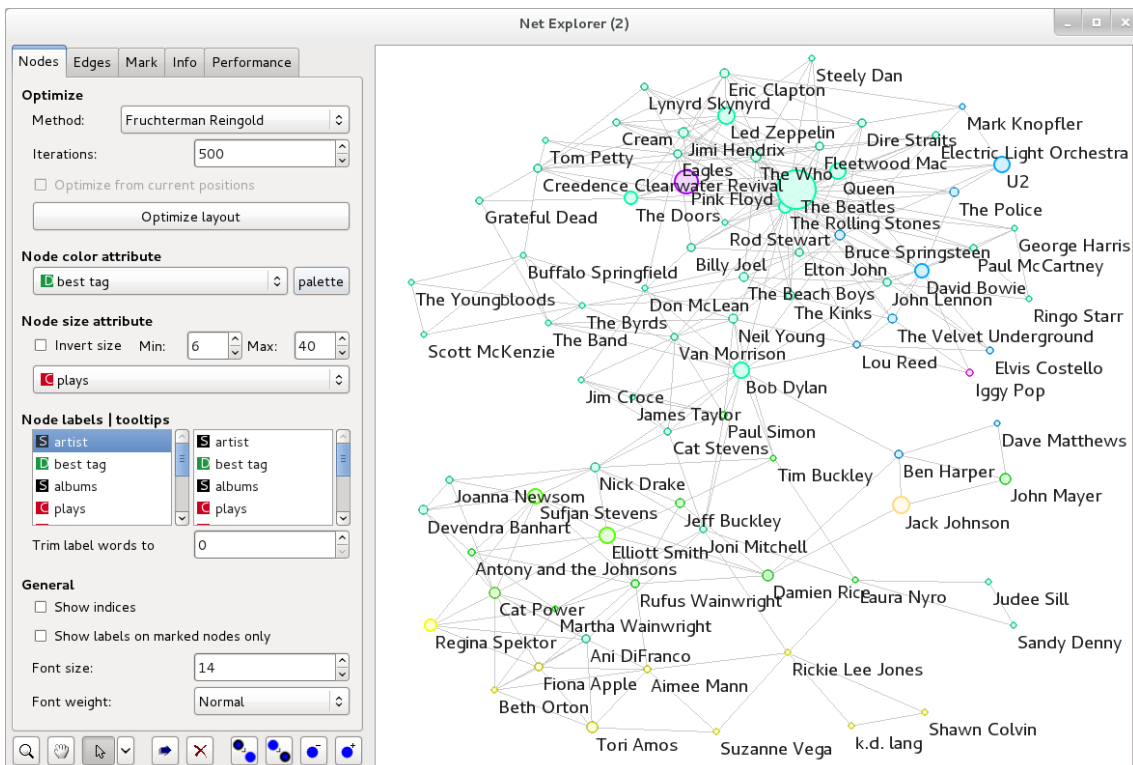 Net Explorer (2)
Nodes
Edges
Mark
Info
Performance
Optimize
Method:
Fruchterman Reingold
Iterations:
500
Optimize from current positions
Optimize layout
Node color attribute
D best tag
palette
Node size attribute
Invert size
Min:
6
Max:
40
C plays
Node labels | tooltips
S artist
D best tag
S albums
C plays
S artist
D best tag
S albums
C plays
Trim label words to
0
General
Show indices
Show labels on marked nodes only
Font size:
14
Font weight:
Normal
Steely Dan
Eric Clapton
Lynyrd Skynyrd
Mark Knopfler
Led Zeppelin
Dire Straits
Cream
Jimi Hendrix
Electric Light Orchestra
Tom Petty
Fleetwood Mac
Eagles
The Who
U2
Creedence Clearwater Revival
Queen
Pink Floyd
The Beatles
The Police
Grateful Dead
The Doors
The Rolling Stones
Rod Stewart
George Harris
Bruce Springsteen
Billy Joel
Elton John
Paul McCartney
Buffalo Springfield
David Bowie
The Youngbloods
The Beach Boys
John Lennon
Don McLean
The Kinks
Ringo Starr
The Byrds
Neil Young
The Velvet Underground
The Band
Scott McKenzie
Van Morrison
Lou Reed
Elvis Costello
Bob Dylan
Iggy Pop
Jim Croce
James Taylor
Paul Simon
Dave Matthews
Cat Stevens
Ben Harper
Tim Buckley
Nick Drake
John Mayer
Joanna Newsom
Sufjan Stevens
Jeff Buckley
Jack Johnson
Devendra Banhart
Joni Mitchell
Elliott Smith
Antony and the Johnsons
Damien Rice
Laura Nyro
Judee Sill
Rufus Wainwright
Cat Power
Martha Wainwright
Sandy Denny
Regina Spektor
Ani DiFranco
Rickie Lee Jones
Fiona Apple
Aimee Mann
Beth Orton
Shawn Colvin
Tori Amos
Suzanne Vega
k.d. lang